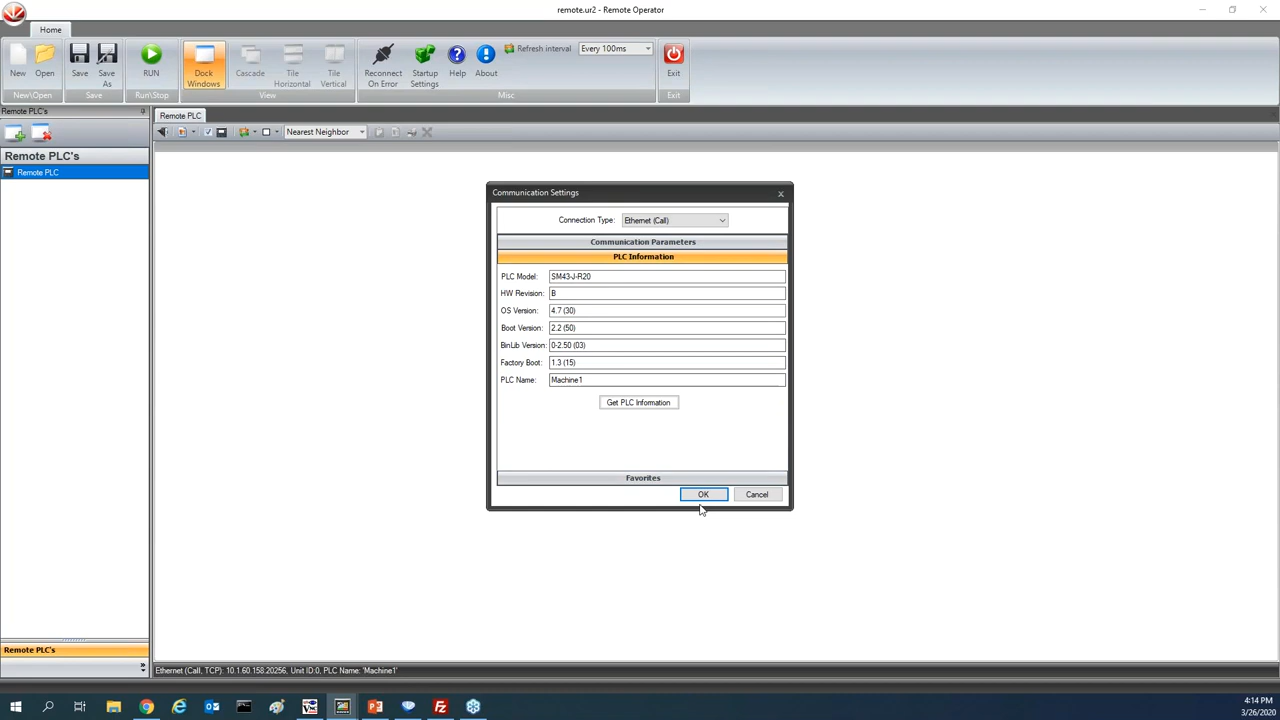 remote.ur2 - Remote Operator
Home
New
Open
Save
Save As
RUN
Dock Windows
Cascade
Tile Horizontal
Tile Vertical
Reconnect On Error
Startup Settings
Help
About
Refresh interval
Every 100ms
Exit
New\Open
Save
Run\Stop
View
Misc
Exit
Remote PLC's
Remote PLC
Nearest Neighbor
Remote PLC's
Remote PLC
Communication Settings
x
Connection Type: Ethernet (Call)
Communication Parameters
PLC Information
PLC Model: SM43-J-R20
HW Revision: B
OS Version: 4.7 (30)
Boot Version: 2.2 (50)
BinLib Version: 0-2.50 (03)
Factory Boot: 1.3 (15)
PLC Name: Machine1
Get PLC Information
Favorites
OK
Cancel
Remote PLC's
Ethernet (Call, TCP): 10.1.60.158:20256, Unit ID:0, PLC Name: 'Machine1'
4:14 PM
3/26/2020